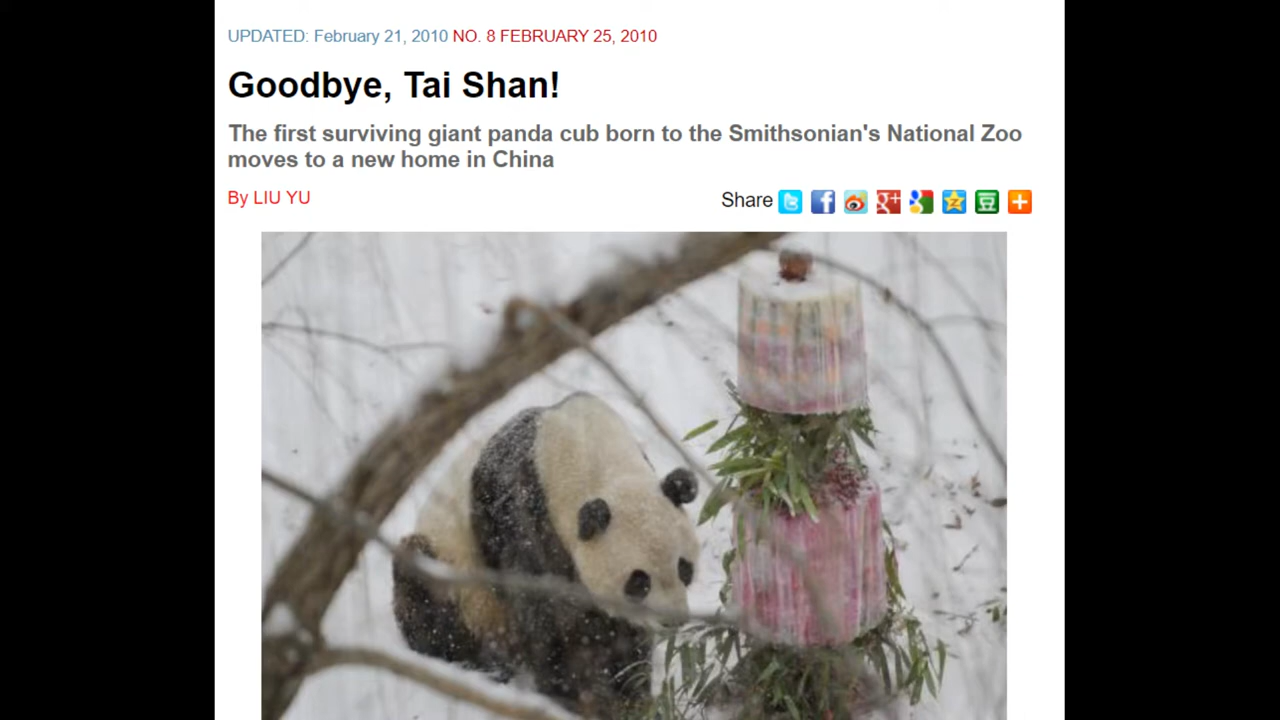 UPDATED: February 21, 2010 NO. 8 FEBRUARY 25, 2010
Goodbye, Tai Shan!
The first surviving giant panda cub born to the Smithsonian's National Zoo
moves to a new home in China
By LIU YU
Share